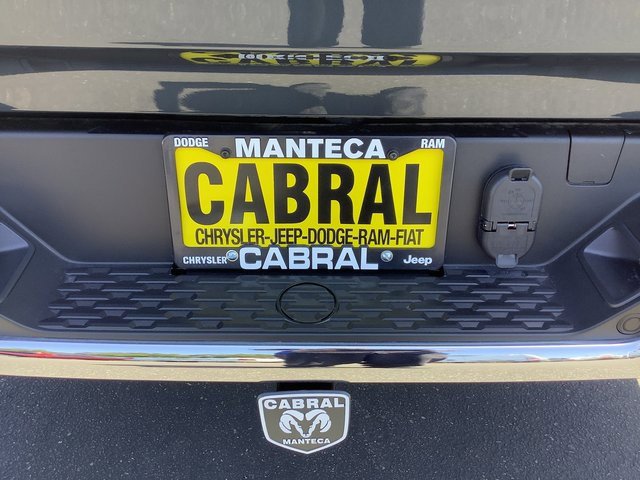 DODGE MANTECA RAM
CABRAL
CHRYSLER-JEEP-DODGE-RAM-FIAT
CHRYSLER CABRAL Jeep
CABRAL
MANTECA